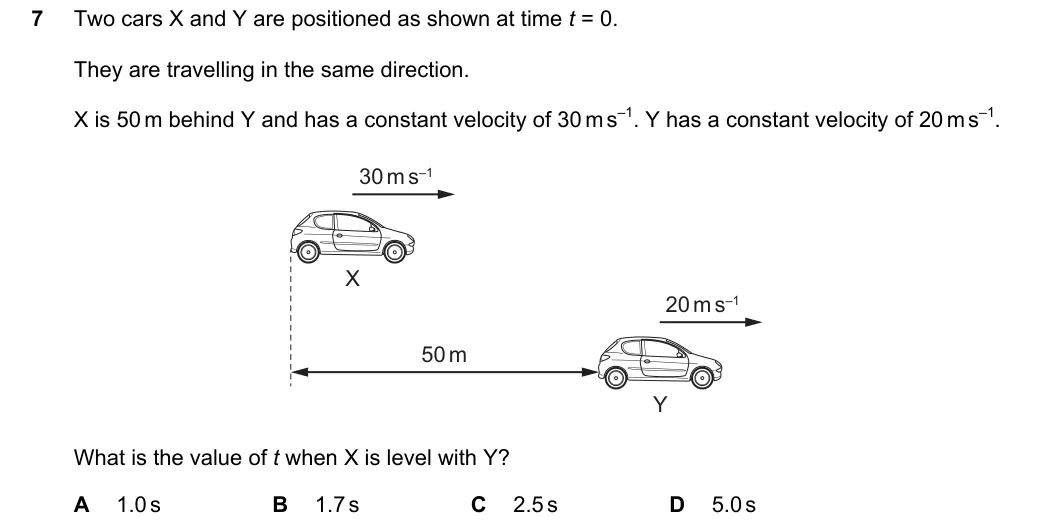 7 Two cars X and Y are positioned as shown at time t = 0.
They are travelling in the same direction.
X is 50 m behind Y and has a constant velocity of 30 m s⁻¹. Y has a constant velocity of 20 m s⁻¹.
30 m s⁻¹
X
20 m s⁻¹
50 m
Y
What is the value of t when X is level with Y?
A 1.0 s B 1.7 s C 2.5 s D 5.0 s